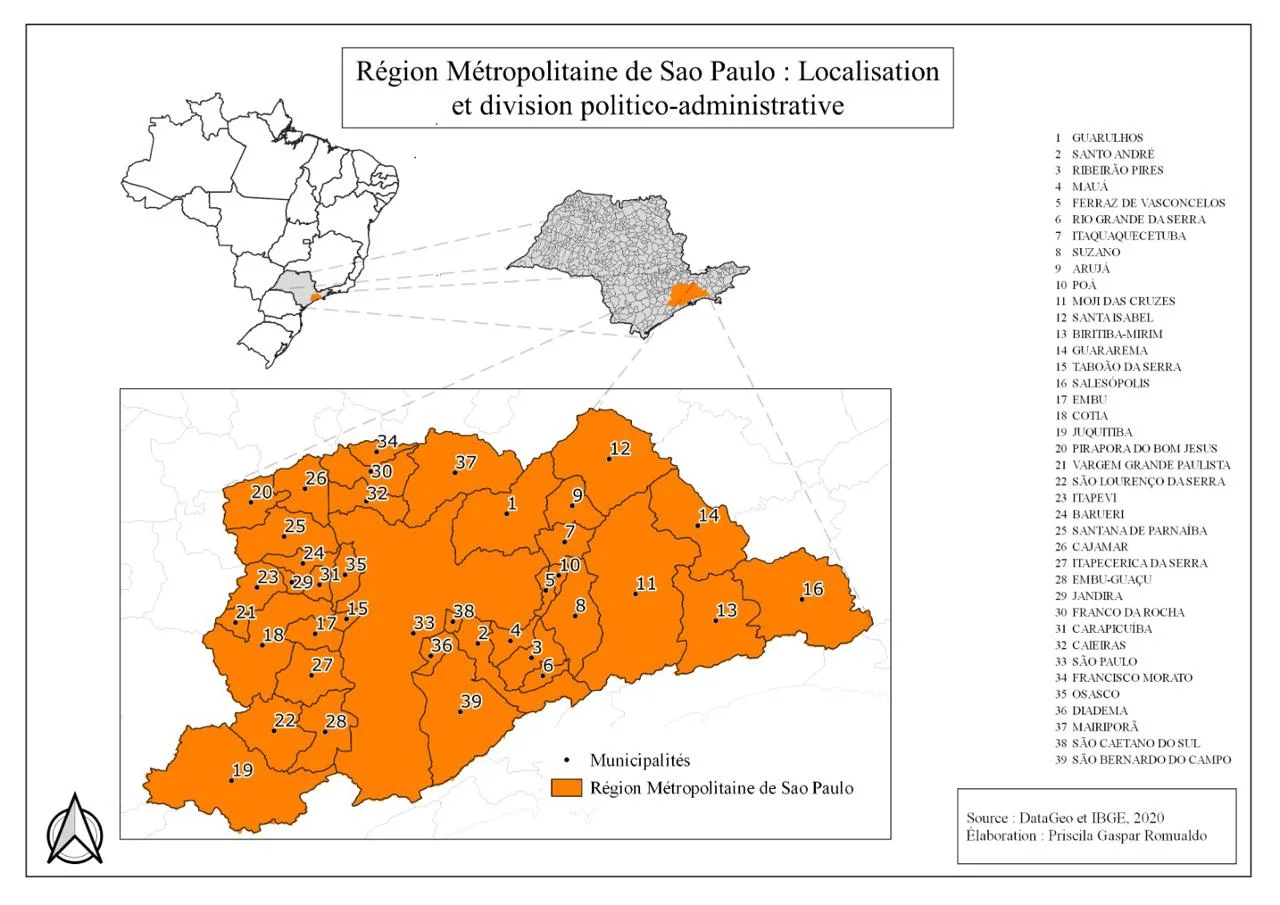 Région Métropolitaine de Sao Paulo : Localisation
et division politico-administrative
1 GUARULHOS
2 SANTO ANDRÉ
3 RIBEIRÃO PIRES
4 MAUÁ
5 FERRAZ DE VASCONCELOS
6 RIO GRANDE DA SERRA
7 ITAQUAQUECETUBA
8 SUZANO
9 ARUJÁ
10 POÁ
11 MOJI DAS CRUZES
12 SANTA ISABEL
13 BIRITIBA-MIRIM
14 GUARAREMA
15 TABOÃO DA SERRA
16 SALESÓPOLIS
17 EMBU
18 COTIA
19 JUQUITIBA
20 PIRAPORA DO BOM JESUS
21 VARGEM GRANDE PAULISTA
22 SÃO LOURENÇO DA SERRA
23 ITAPEVI
24 BARUERI
25 SANTANA DE PARNAÍBA
26 CAJAMAR
27 ITAPECERICA DA SERRA
28 EMBU-GUAÇU
29 JANDIRA
30 FRANCO DA ROCHA
31 CARAPICUÍBA
32 CAIEIRAS
33 SÃO PAULO
34 FRANCISCO MORATO
35 OSASCO
36 DIADEMA
37 MAIRIPORÃ
38 SÃO CAETANO DO SUL
39 SÃO BERNARDO DO CAMPO
34
12
37
30
26
20
32
9
1
14
25
7
24
35
10
23
29
31
5
11
16
15
21
8
13
38
17
33
18
4
2
36
3
27
6
39
22
28
19
Municipalités
Région Métropolitaine de Sao Paulo
Source : DataGeo et IBGE, 2020
Élaboration : Priscila Gaspar Romualdo